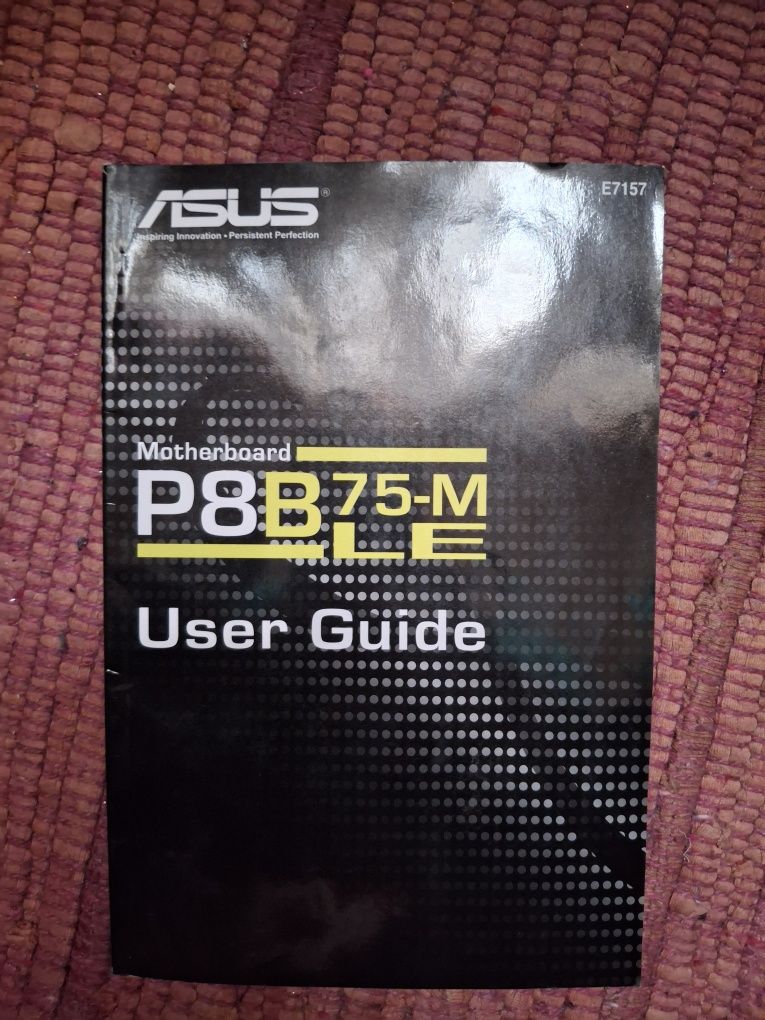 ASUS®
E7157
Inspiring Innovation • Persistent Perfection
Motherboard
P8B75-M
LE
User Guide